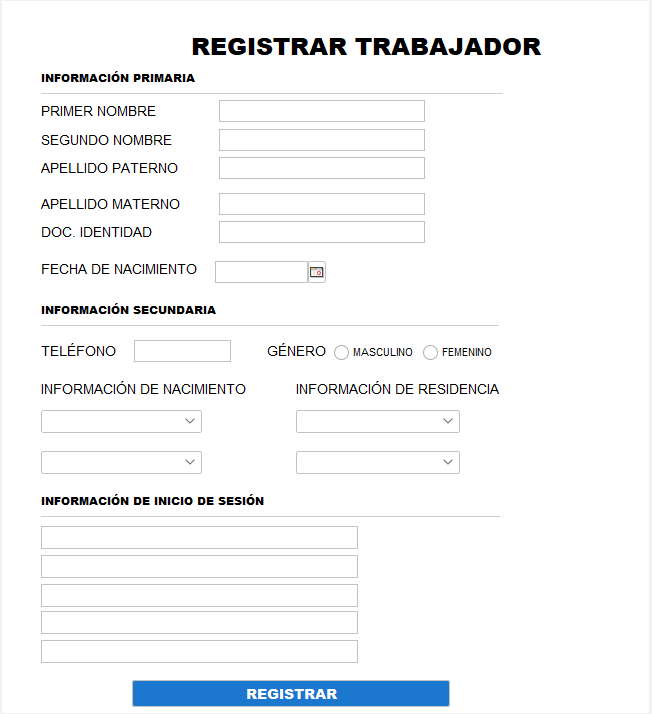 REGISTRAR TRABAJADOR
INFORMACIÓN PRIMARIA
PRIMER NOMBRE
SEGUNDO NOMBRE
APELLIDO PATERNO
APELLIDO MATERNO
DOC. IDENTIDAD
FECHA DE NACIMIENTO
INFORMACIÓN SECUNDARIA
TELÉFONO GÉNERO MASCULINO FEMENINO
INFORMACIÓN DE NACIMIENTO INFORMACIÓN DE RESIDENCIA
INFORMACIÓN DE INICIO DE SESIÓN
REGISTRAR